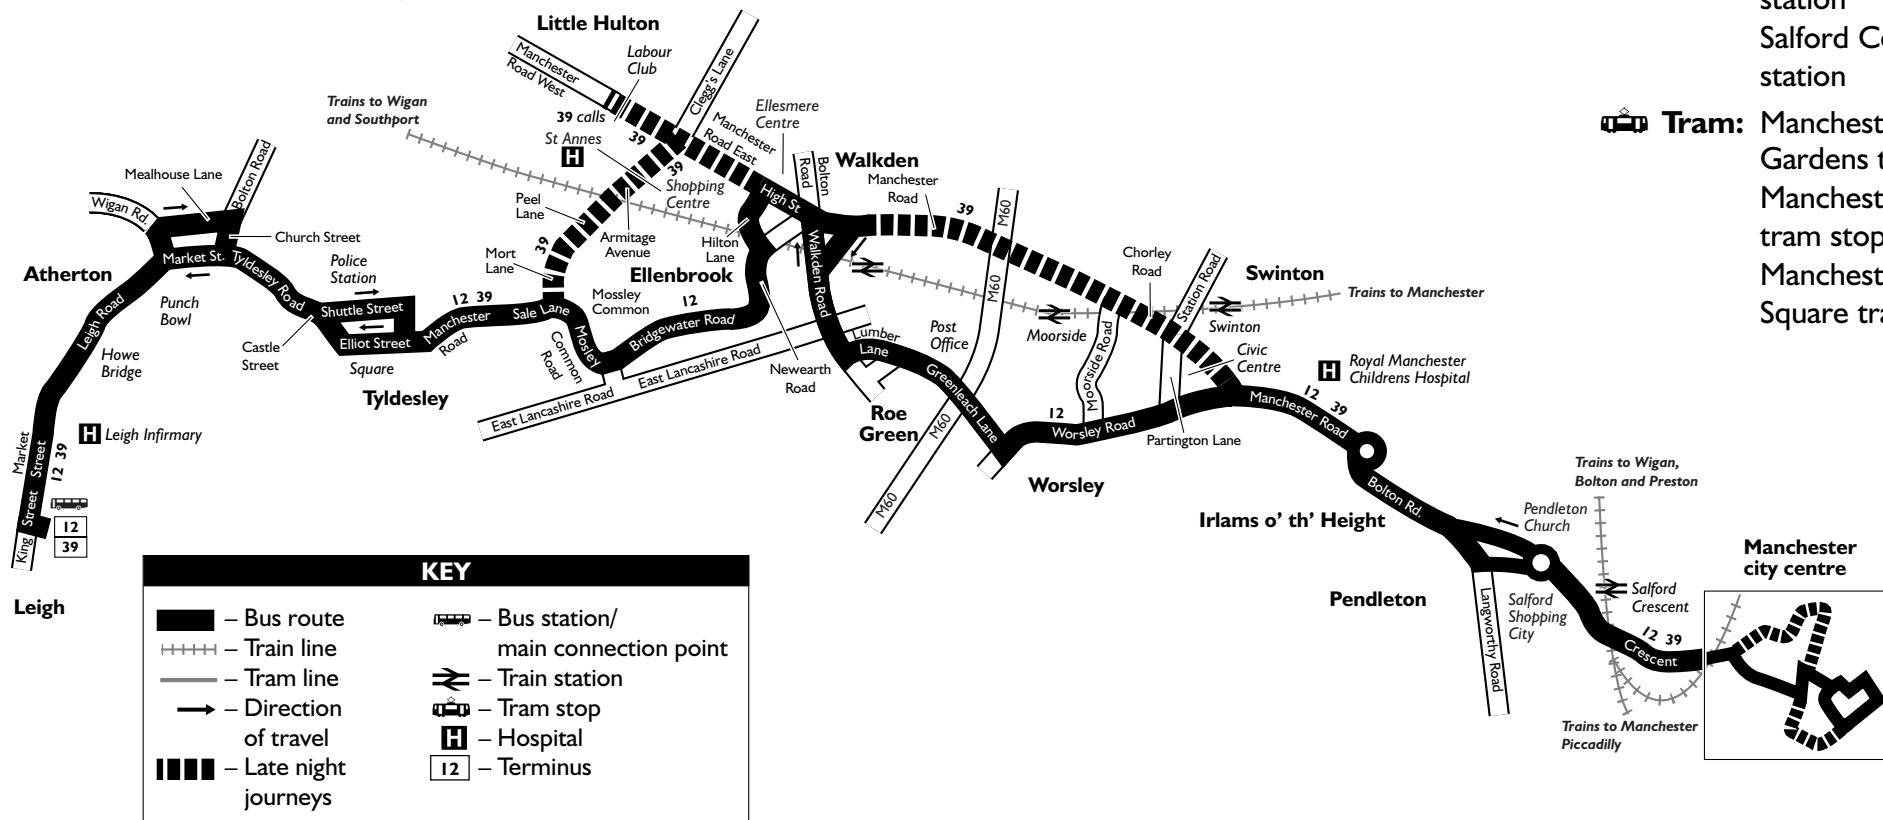 Little Hulton
Manchester
Road West
Labour
Club
Clegg's Lane
Trains to Wigan
and Southport
39 calls
39
St Annes
H
39
Manchester
Road East
Ellesmere
Centre
Shopping
Centre
Bolton
Road
Walkden
Manchester
Road
39
M60
High St
Mealhouse Lane
Bolton Road
Wigan Rd.
Church Street
Market St.
Atherton
Tyldesley Road
Police
Station
Punch
Bowl
Shuttle Street
Elliot Street
Castle
Street
Square
Leigh Road
Howe
Bridge
Tyldesley
Manchester
Road
12 39
Sale Lane
Peel
Lane
Armitage
Avenue
Mort
Lane
39
Hilton
Lane
Ellenbrook
Mossley
Common
12
Bridgewater Road
Mosley
Common
Road
East Lancashire Road
East Lancashire Road
Newearth
Road
Walkden Road
Lumber
Lane
Post
Office
Greenleach Lane
Roe
Green
M60
M60
M60
Moorside
Chorley
Road
Station Road
Swinton
Trains to Manchester
Swinton
Moorside Road
Civic
Centre
H
Royal Manchester
Childrens Hospital
12
Worsley Road
Partington Lane
Worsley
12 39
Manchester Road
Bolton Rd.
Irlams o' th' Height
Pendleton
Church
Trains to Wigan,
Bolton and Preston
Pendleton
Langworthy Road
Salford
Shopping
City
Salford
Crescent
12 39
Crescent
Trains to Manchester
Piccadilly
Manchester
city centre
H Leigh Infirmary
Market
Street
12 39
King Street
12
39
Leigh
KEY
– Bus route
– Train line
– Tram line
– Direction
of travel
– Late night
journeys
– Bus station/
main connection point
– Train station
– Tram stop
H – Hospital
12 – Terminus
station
Salford Ce
station
Tram: Manchest
Gardens t
Manchest
tram stop
Manchest
Square tra